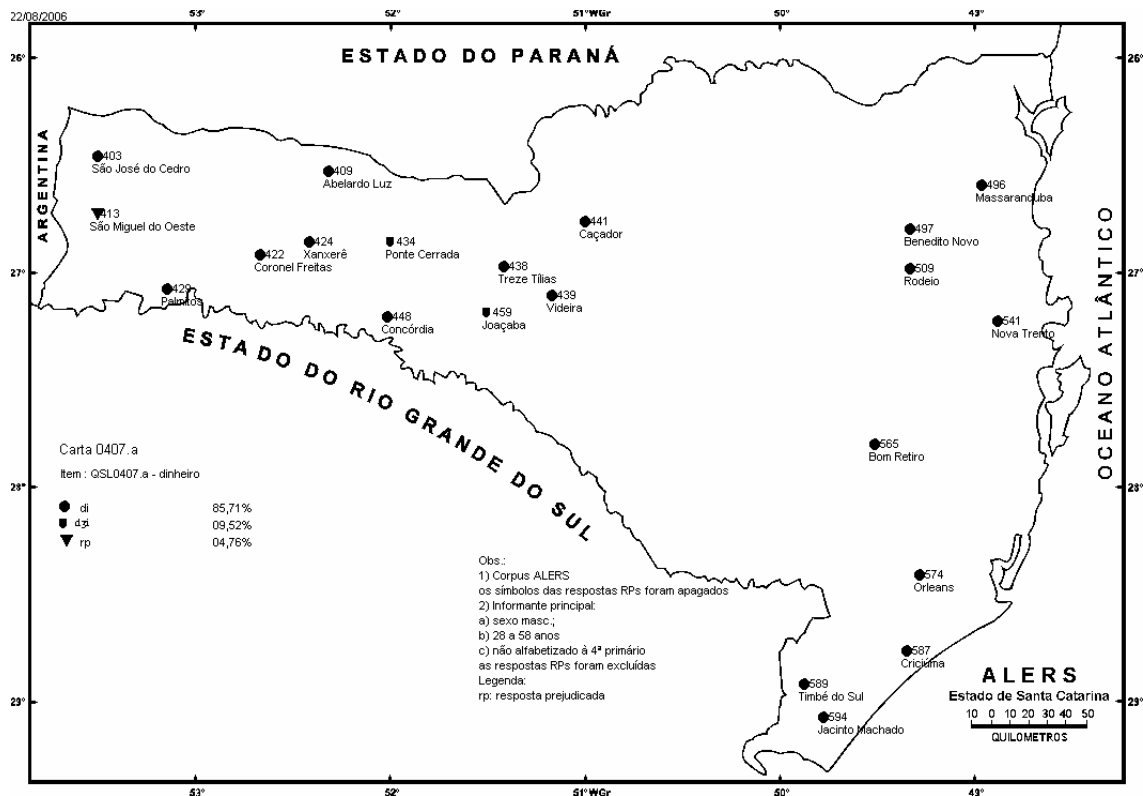 22/08/2006
53° 52° 51°WGr 50° 43°
26° 26°
ESTADO DO PARANÁ
ARGENTINA
403
São José do Cedro
409
Abelardo Luz
496
Massaranduba
413
São Miguel do Oeste
441
Caçador
497
Benedito Novo
422
Coronel Freitas
424
Xanxerê
434
Ponte Cerrada
438
Treze Tílias
509
Rodeio
27° 27°
429
Palmitos
439
Videira
448
Concórdia
459
Joaçaba
541
Nova Trento
OCEANO ATLÂNTICO
ESTADO DO RIO GRANDE DO SUL
565
Bom Retiro
Carta 0407.a
Item : QSL0407.a - dinheiro
di 85,71%
dʒi 09,52%
rp 04,76%
28° 28°
Obs.:
1) Corpus ALERS
os símbolos das respostas RPs foram apagados
2) Informante principal:
a) sexo masc.;
b) 28 a 58 anos
c) não alfabetizado à 4ª primário
as respostas RPs foram excluídas
Legenda:
rp: resposta prejudicada
574
Orleans
587
Criciúma
589
Timbé do Sul
594
Jacinto Machado
ALERS
Estado de Santa Catarina
10 0 10 20 30 40 50
QUILOMETROS
23° 23°
53° 52° 51°WGr 50° 43°